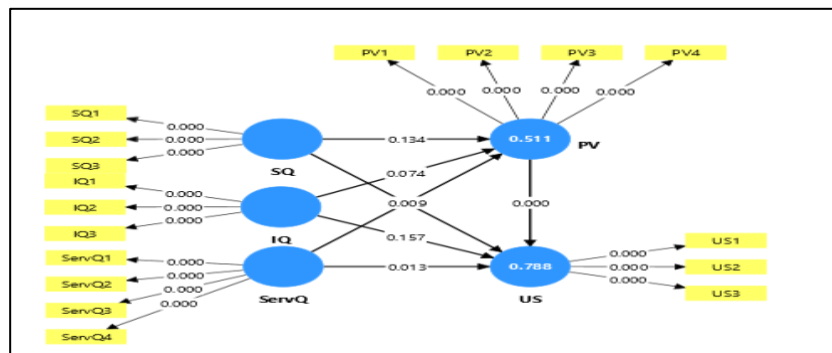 PV1 PV2 PV3 PV4
0.000 0.000 0.000 0.000
SQ1
0.000
SQ2
0.000
SQ3
0.000
SQ
0.134
0.511
PV
IQ1
0.000
IQ2
0.000
IQ3
0.000
IQ
0.074
0.009
0.157
0.000
ServQ1
0.000
ServQ2
0.000
ServQ3
0.000
ServQ4
0.000
ServQ
0.013
0.788
US
0.000
US1
0.000
US2
0.000
US3